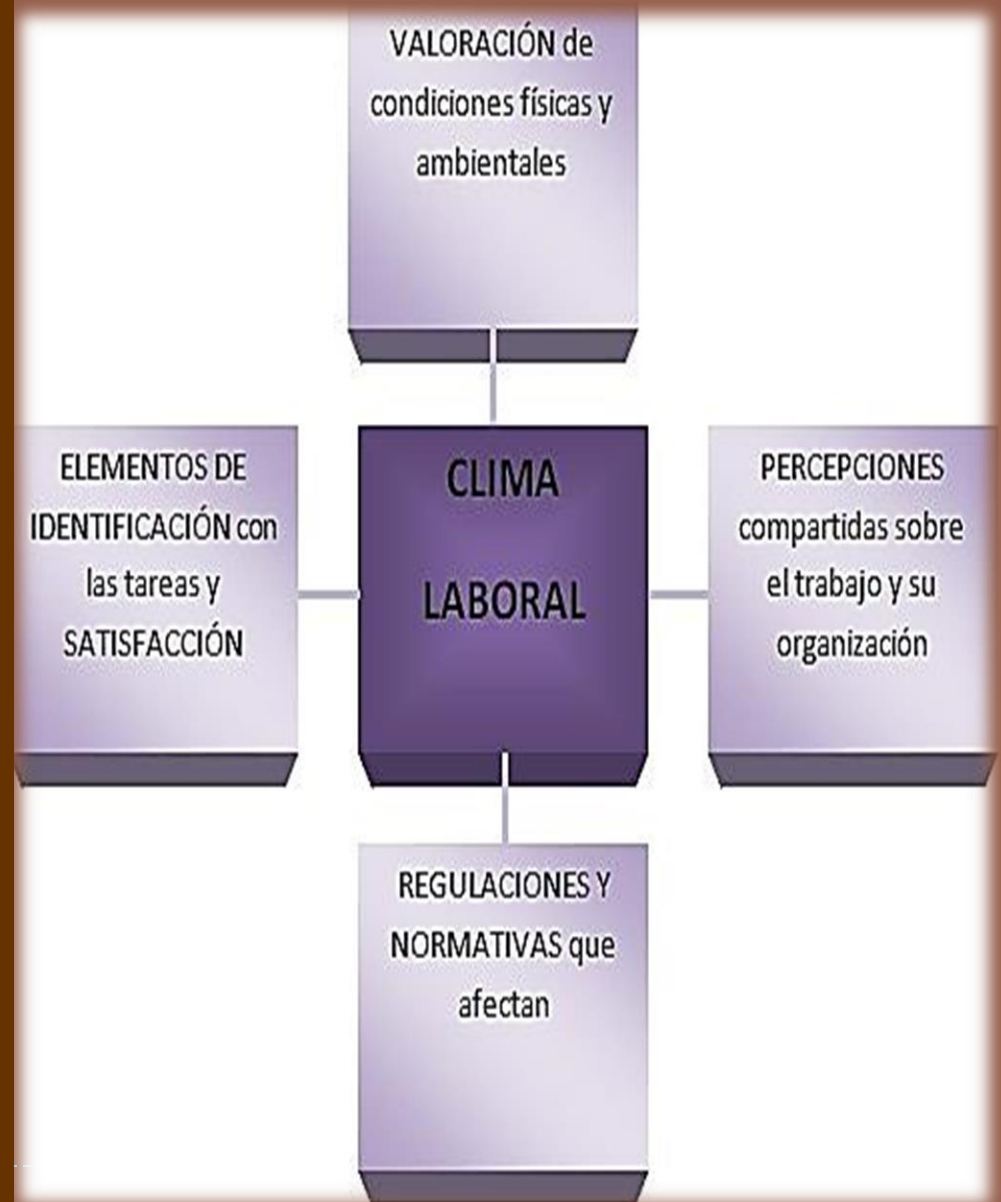 VALORACIÓN de
condiciones físicas y
ambientales
ELEMENTOS DE
IDENTIFICACIÓN con
las tareas y
SATISFACCIÓN
CLIMA
LABORAL
PERCEPCIONES
compartidas sobre
el trabajo y su
organización
REGULACIONES Y
NORMATIVAS que
afectan